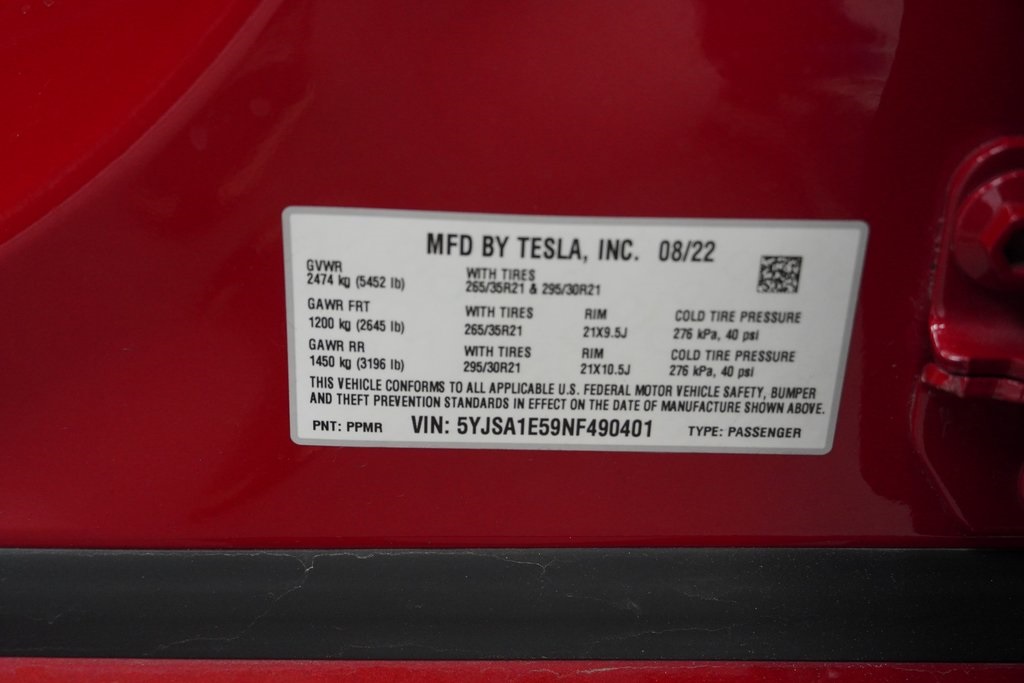 MFD BY TESLA, INC. 08/22
GVWR
2474 kg (5452 lb)
WITH TIRES
265/35R21 & 295/30R21
GAWR FRT
1200 kg (2645 lb)
WITH TIRES
265/35R21
RIM
21X9.5J
COLD TIRE PRESSURE
276 kPa, 40 psi
GAWR RR
1450 kg (3196 lb)
WITH TIRES
295/30R21
RIM
21X10.5J
COLD TIRE PRESSURE
276 kPa, 40 psi
THIS VEHICLE CONFORMS TO ALL APPLICABLE U.S. FEDERAL MOTOR VEHICLE SAFETY, BUMPER
AND THEFT PREVENTION STANDARDS IN EFFECT ON THE DATE OF MANUFACTURE SHOWN ABOVE.
PNT: PPMR VIN: 5YJSA1E59NF490401 TYPE: PASSENGER